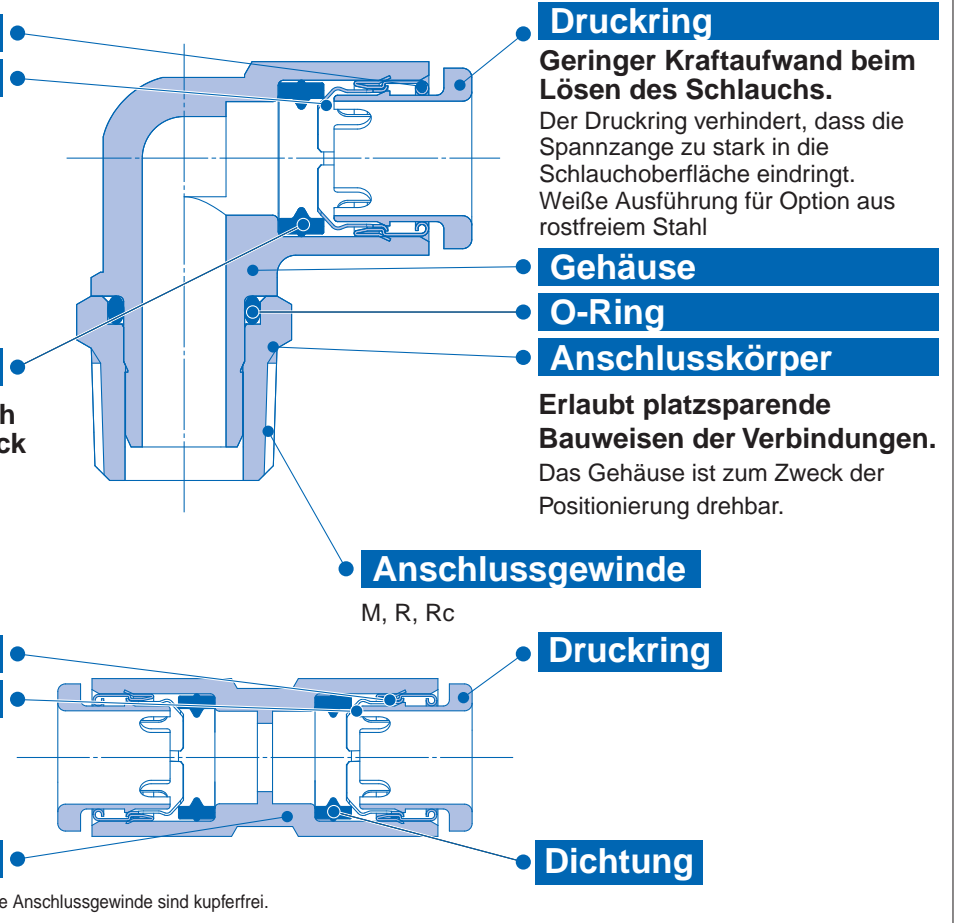 Druckring
Geringer Kraftaufwand beim
Lösen des Schlauchs.
Der Druckring verhindert, dass die
Spannzange zu stark in die
Schlauchoberfläche eindringt.
Weiße Ausführung für Option aus
rostfreiem Stahl
Gehäuse
O-Ring
Anschlusskörper
h
ck
Erlaubt platzsparende
Bauweisen der Verbindungen.
Das Gehäuse ist zum Zweck der
Positionierung drehbar.
Anschlussgewinde
M, R, Rc
Druckring
Dichtung
e Anschlussgewinde sind kupferfrei.